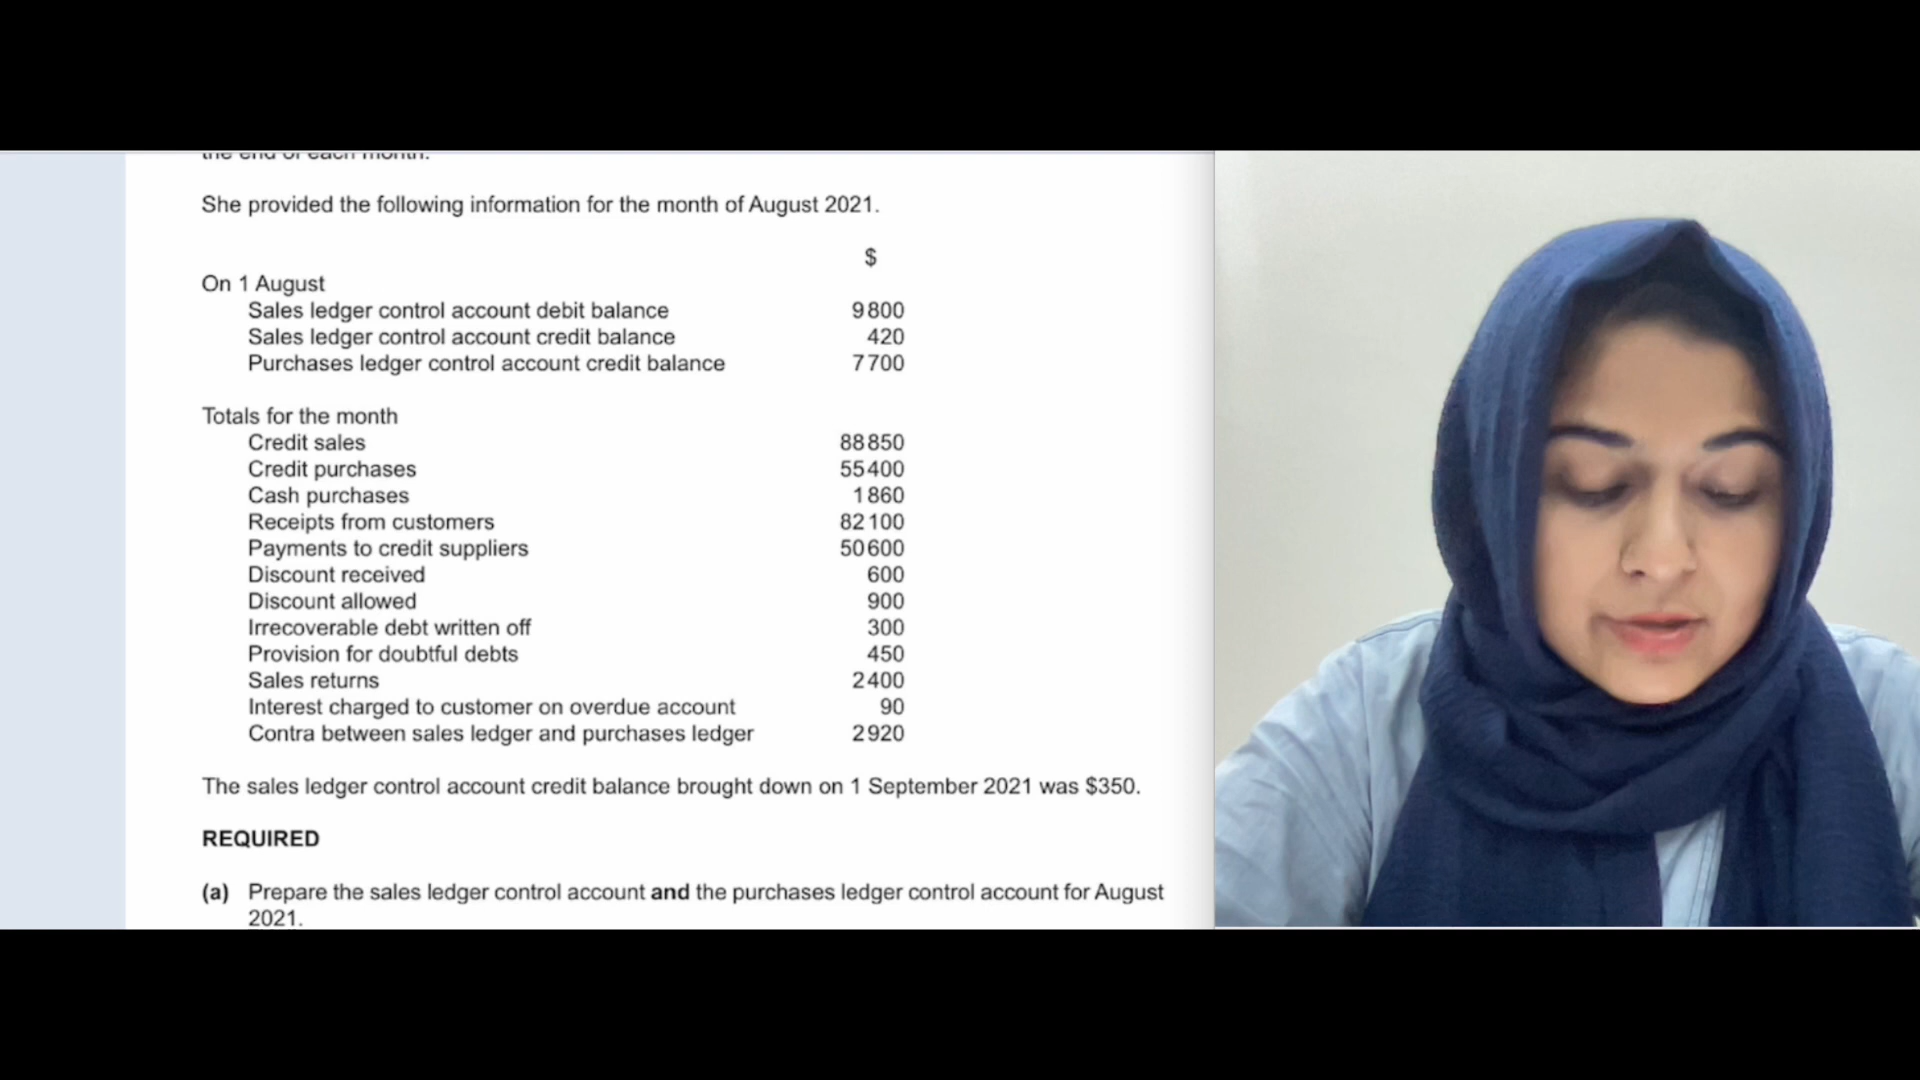 the end of each month.
She provided the following information for the month of August 2021.
$
On 1 August
Sales ledger control account debit balance 9800
Sales ledger control account credit balance 420
Purchases ledger control account credit balance 7700
Totals for the month
Credit sales 88850
Credit purchases 55400
Cash purchases 1860
Receipts from customers 82100
Payments to credit suppliers 50600
Discount received 600
Discount allowed 900
Irrecoverable debt written off 300
Provision for doubtful debts 450
Sales returns 2400
Interest charged to customer on overdue account 90
Contra between sales ledger and purchases ledger 2920
The sales ledger control account credit balance brought down on 1 September 2021 was $350.
REQUIRED
(a) Prepare the sales ledger control account and the purchases ledger control account for August
2021.